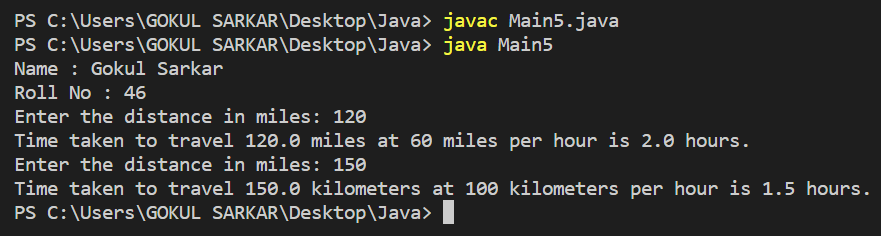 PS C:\Users\GOKUL SARKAR\Desktop\Java> javac Main5.java
PS C:\Users\GOKUL SARKAR\Desktop\Java> java Main5
Name : Gokul Sarkar
Roll No : 46
Enter the distance in miles: 120
Time taken to travel 120.0 miles at 60 miles per hour is 2.0 hours.
Enter the distance in miles: 150
Time taken to travel 150.0 kilometers at 100 kilometers per hour is 1.5 hours.
PS C:\Users\GOKUL SARKAR\Desktop\Java>